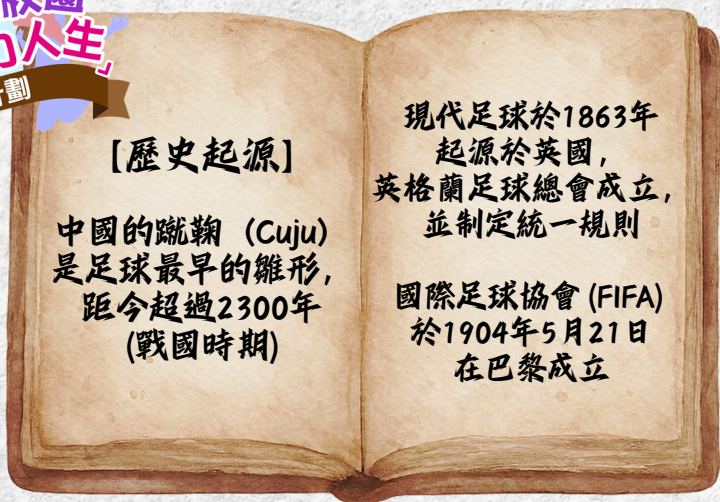 校園
人生」
計劃
【歷史起源】
中國的蹴鞠 (Cuju)
是足球最早的雛形，
距今超過2300年
(戰國時期)
現代足球於1863年
起源於英國，
英格蘭足球總會成立，
並制定統一規則
國際足球協會 (FIFA)
於1904年5月21日
在巴黎成立